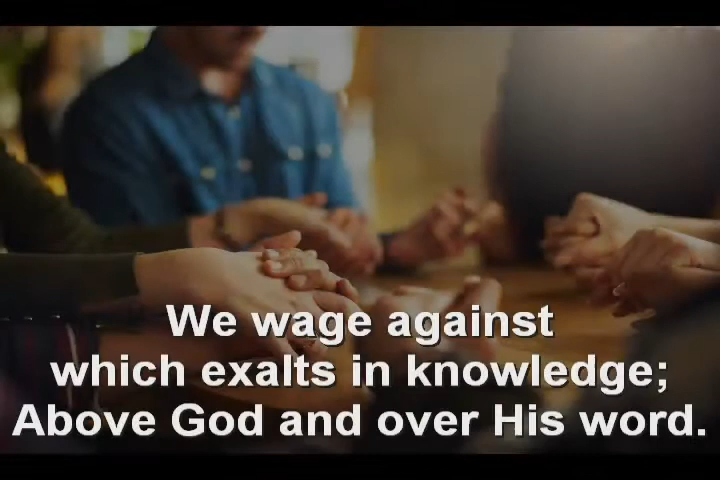 We wage against
which exalts in knowledge;
Above God and over His word.